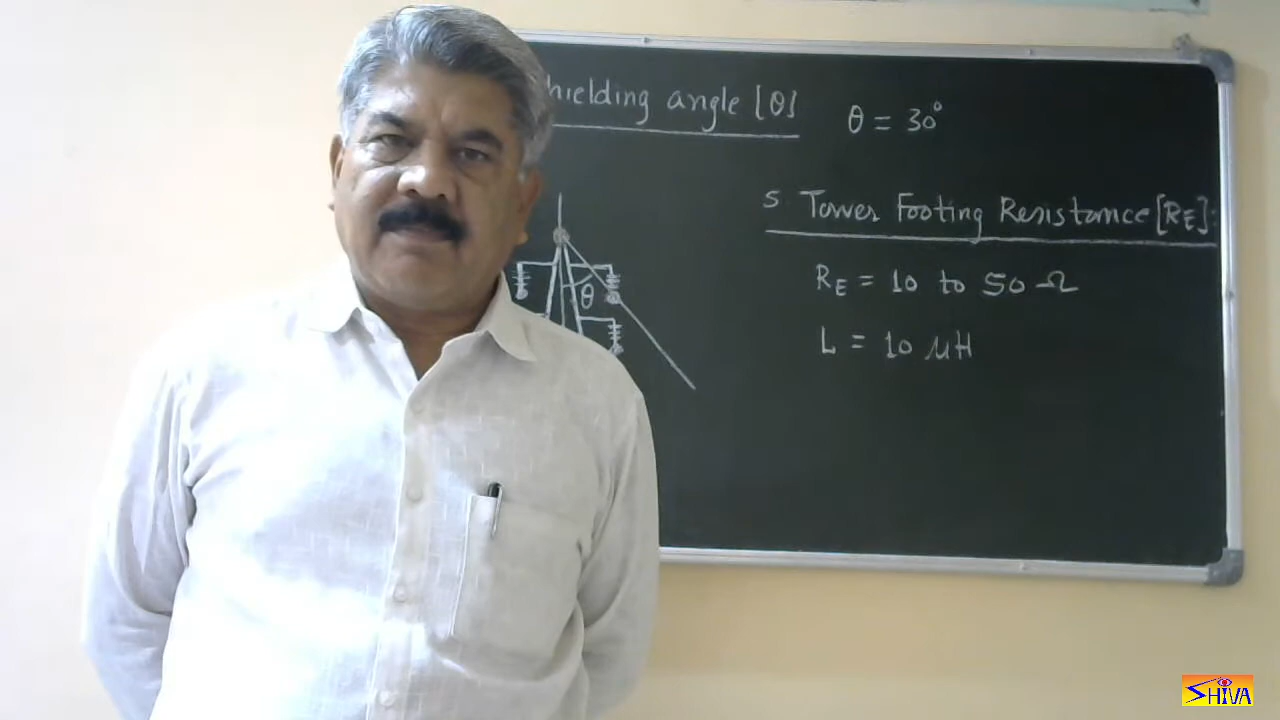 hielding angle [θ]
θ = 30°
θ
5. Tower Footing Resistance [RE]:
RE = 10 to 50 Ω
L = 10 μH
SHIVA